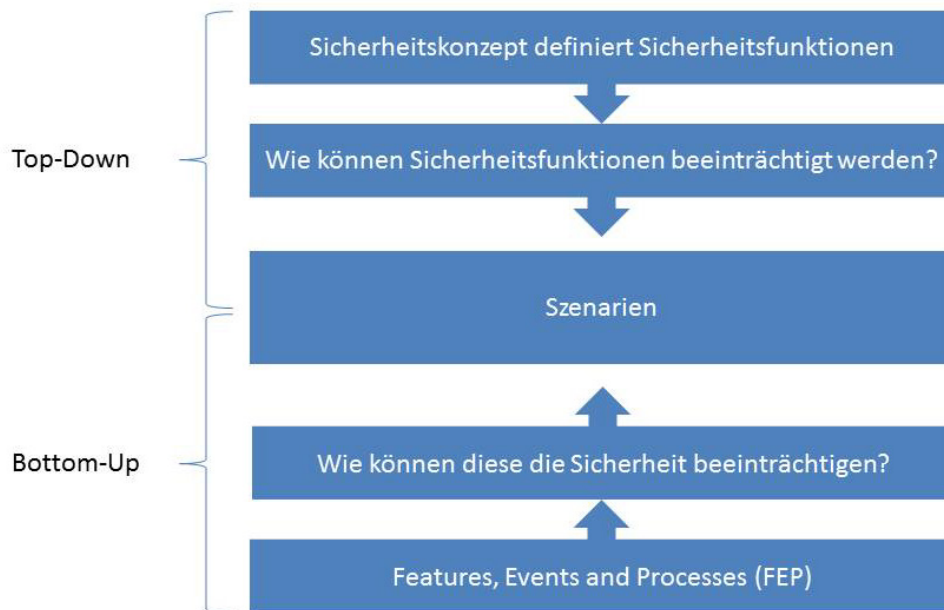 Sicherheitskonzept definiert Sicherheitsfunktionen
Top-Down
Wie können Sicherheitsfunktionen beeinträchtigt werden?
Szenarien
Bottom-Up
Wie können diese die Sicherheit beeinträchtigen?
Features, Events and Processes (FEP)